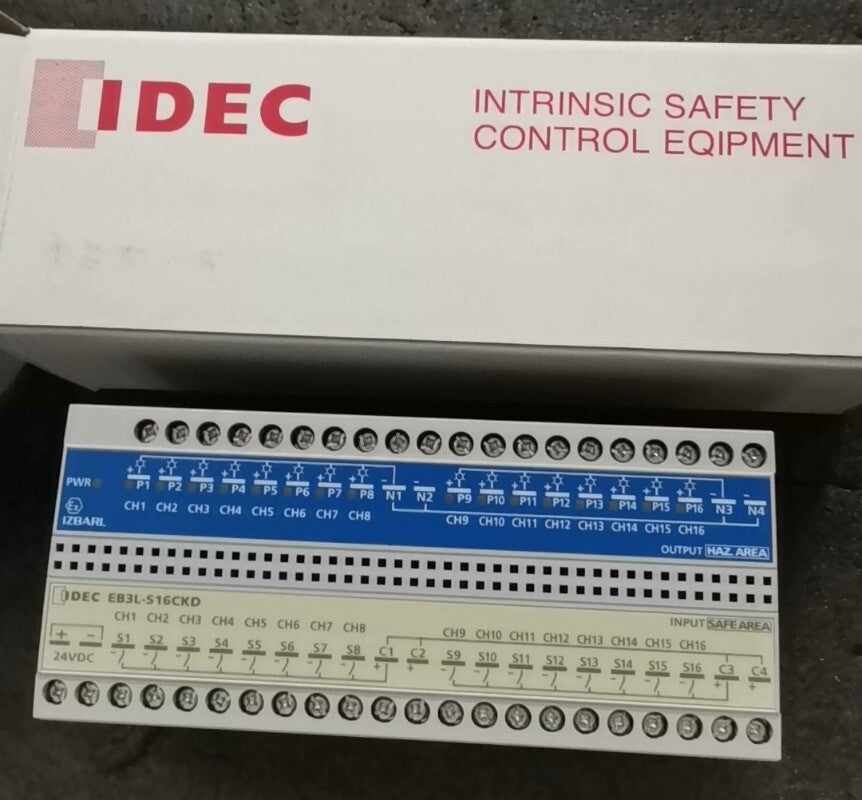 IDEC
INTRINSIC SAFETY
CONTROL EQIPMENT
PWR
+ P1 + P2 + P3 + P4 + P5 + P6 + P7 + P8 - N1 - N2 + P9 + P10 + P11 + P12 + P13 + P14 + P15 + P16 - N3 - N4
CH1 CH2 CH3 CH4 CH5 CH6 CH7 CH8 CH9 CH10 CH11 CH12 CH13 CH14 CH15 CH16
Ex
IZBARL
OUTPUT HAZ. AREA
IDEC EB3L-S16CKD
INPUT SAFE AREA
CH1 CH2 CH3 CH4 CH5 CH6 CH7 CH8 CH9 CH10 CH11 CH12 CH13 CH14 CH15 CH16
+ - S1 S2 S3 S4 S5 S6 S7 S8 C1 C2 S9 S10 S11 S12 S13 S14 S15 S16 C3 C4
24VDC - - - - - - - - + + - - - - - - - - + +